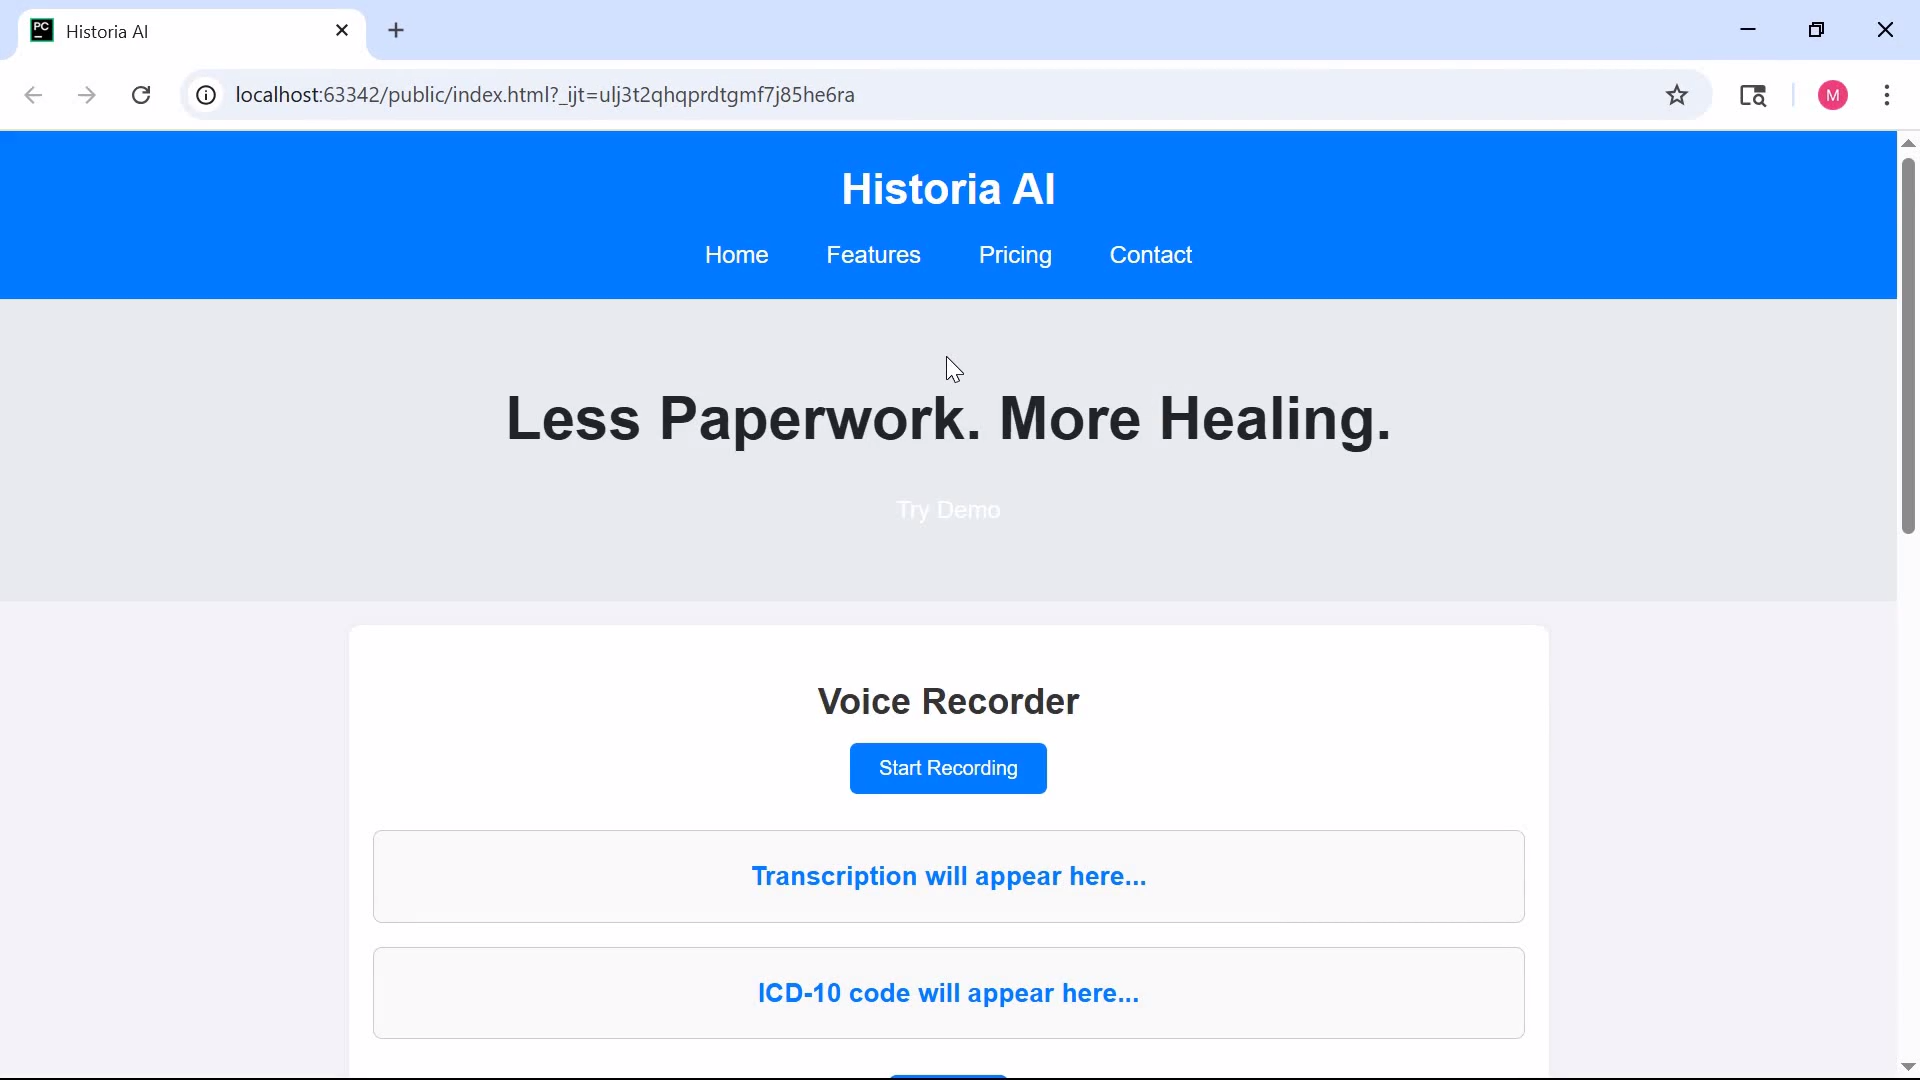 Historia AI
localhost:63342/public/index.html?_ijt=ulj3t2qhqprdtgmf7j85he6ra
M
Historia AI
Home Features Pricing Contact
Less Paperwork. More Healing.
Try Demo
Voice Recorder
Start Recording
Transcription will appear here...
ICD-10 code will appear here...